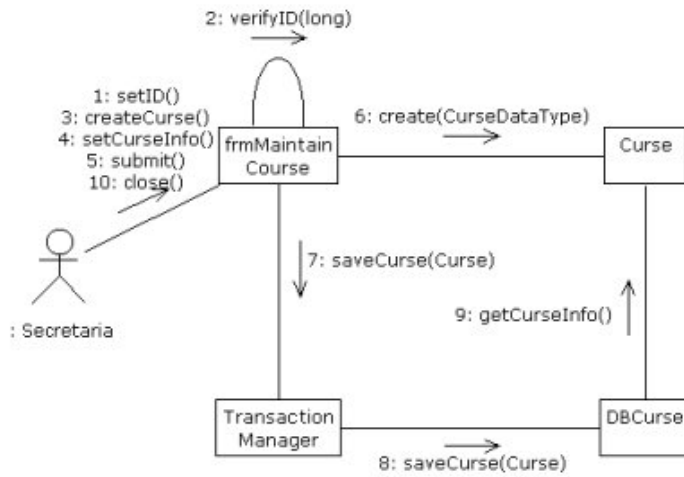 2: verifyID(long)
1: setID()
3: createCurse()
4: setCurseInfo()
5: submit()
10: close()
frmMaintain
Course
6: create(CurseDataType)
Curse
7: saveCurse(Curse)
9: getCurseInfo()
: Secretaria
Transaction
Manager
DBCurse
8: saveCurse(Curse)